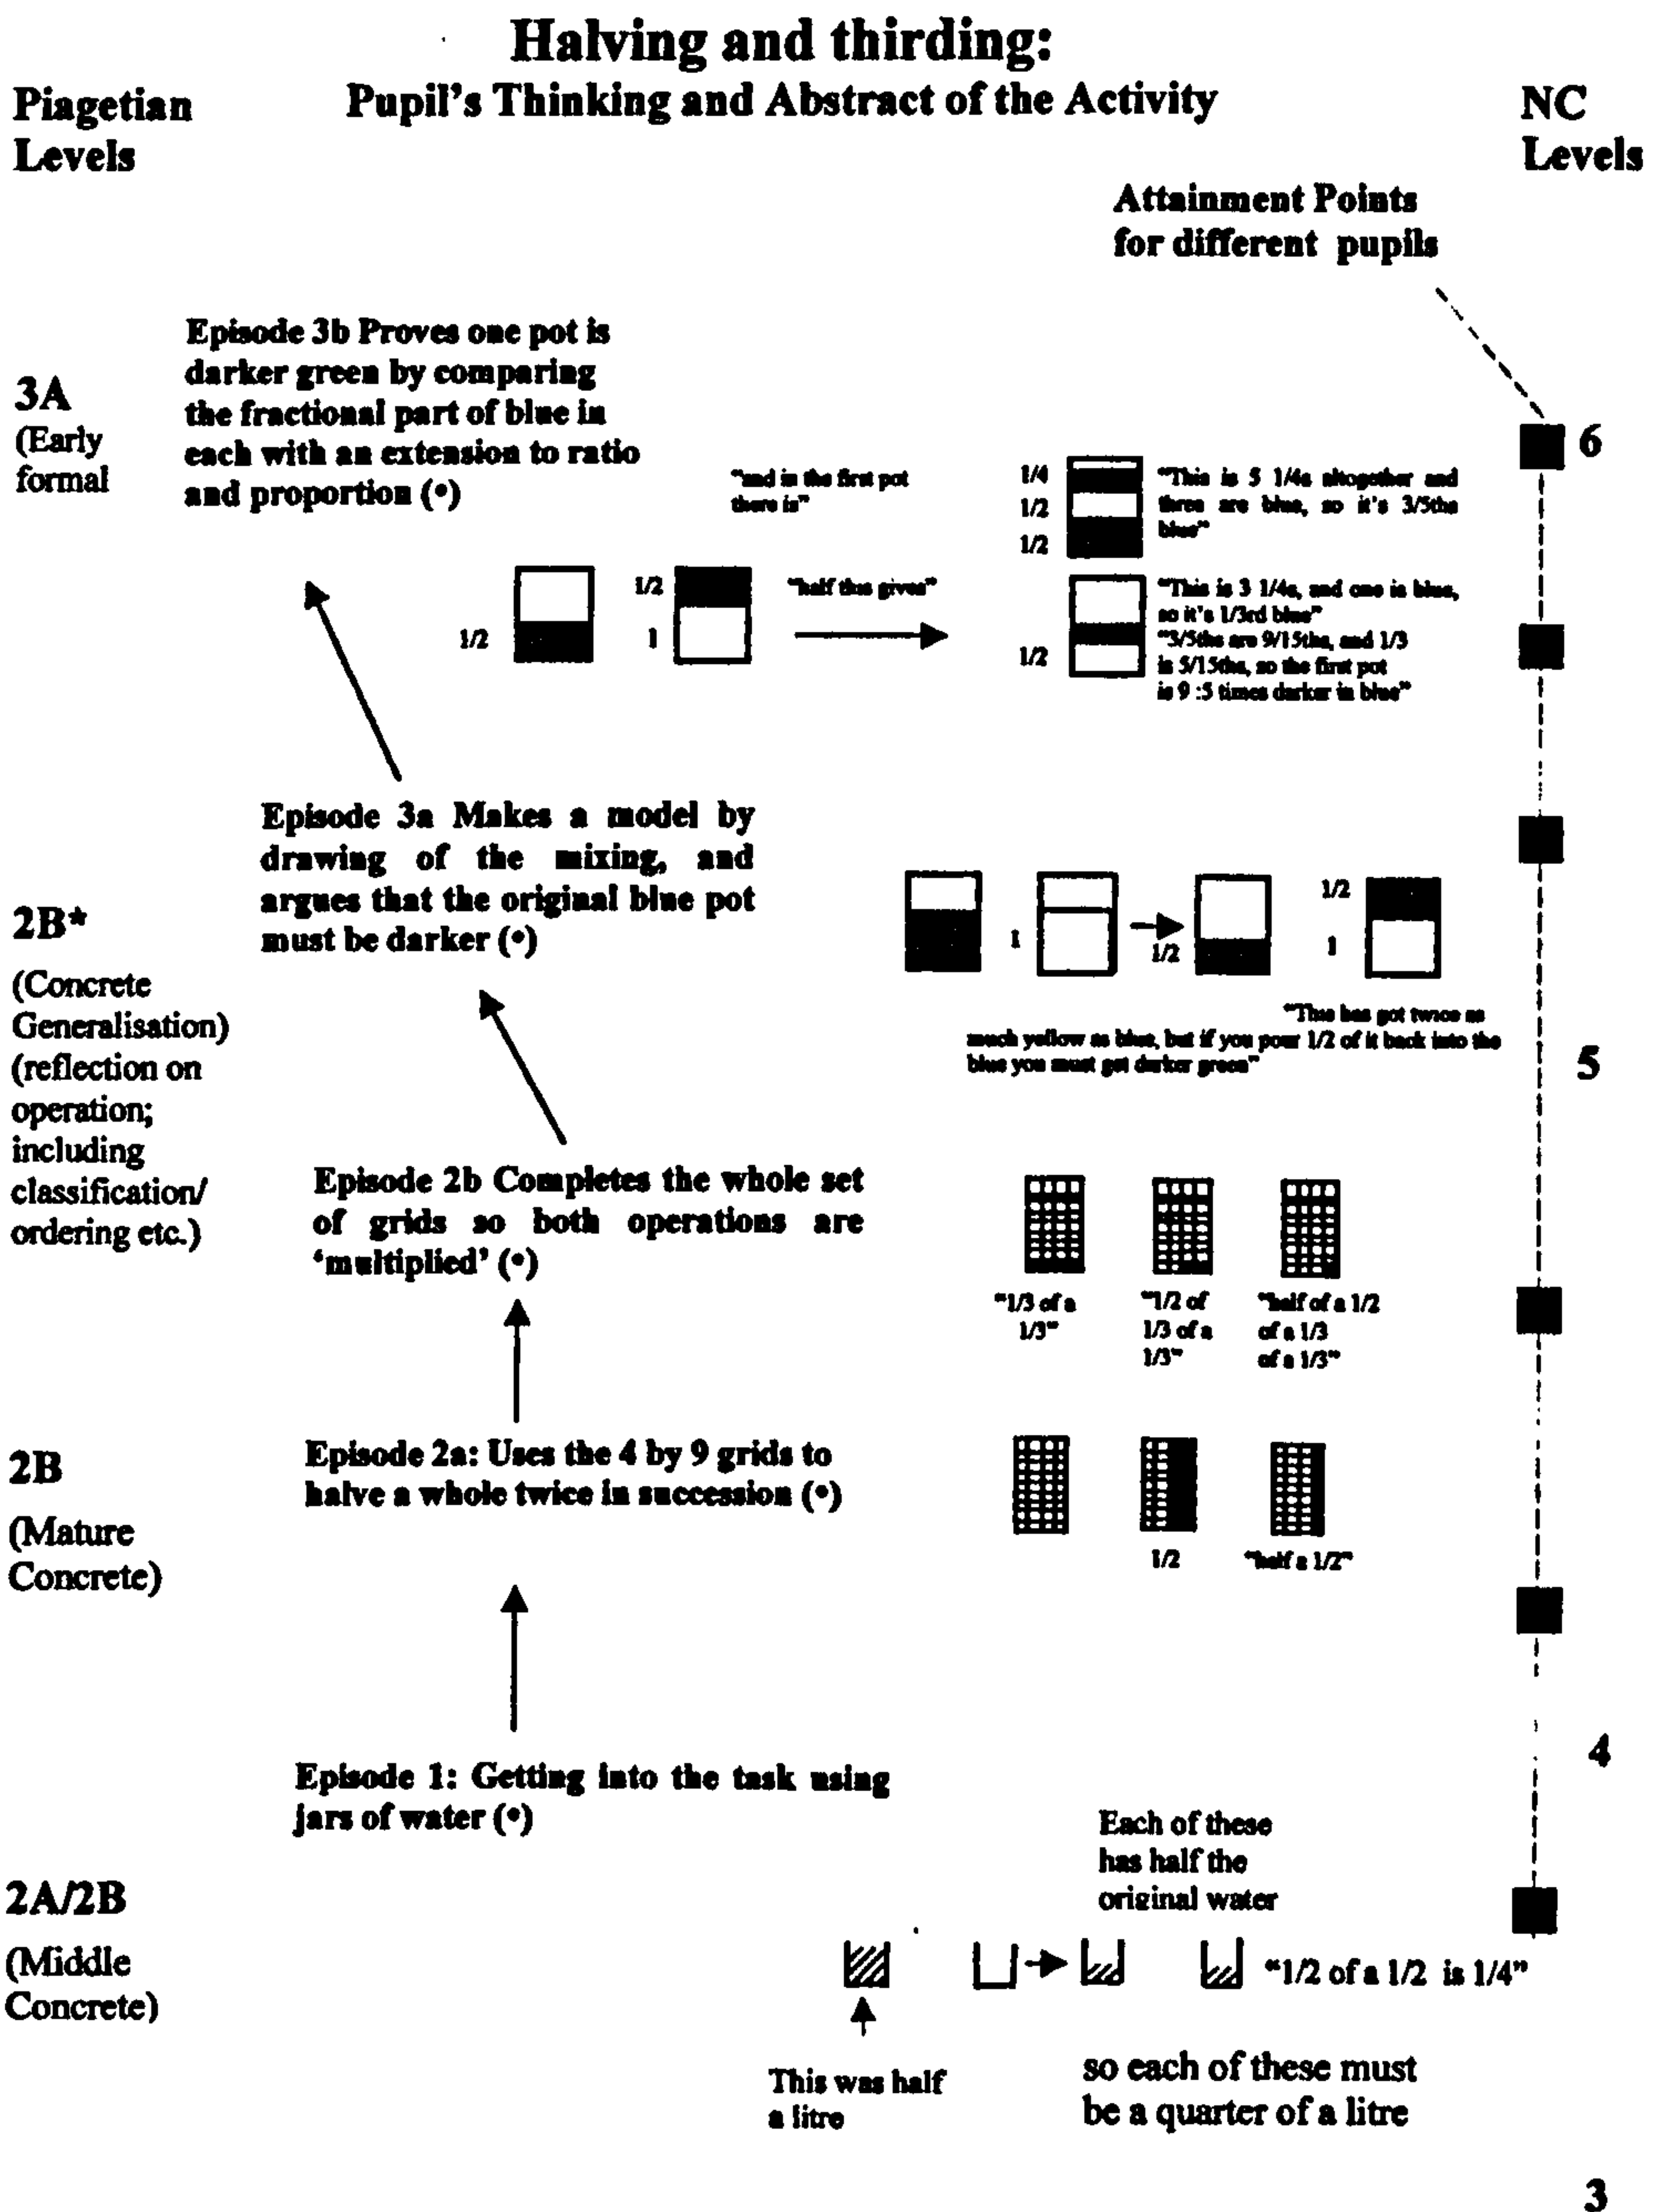 Halving and thirding:
Pupil's Thinking and Abstract of the Activity
Piagetian
Levels
NC
Levels
Attainment Points
for different pupils
Episode 3b Proves one pot is
darker green by comparing
the fractional part of blue in
each with an extension to ratio
and proportion (•)
3A
(Early
formal
6
"and in the first pot
there is"
1/4
1/2
1/2
"This is 5 1/4s altogether and
three are blue, so it's 3/5ths
blue"
1/2
1/2
1
"half this gives"
1/2
"This is 3 1/4s, and one is blue,
so it's 1/3rd blue"
"3/5ths are 9/15ths, and 1/3
is 5/15ths, so the first pot
is 9 :5 times darker in blue"
Episode 3a Makes a model by
drawing of the mixing, and
argues that the original blue pot
must be darker (•)
2B*
(Concrete
Generalisation)
(reflection on
operation;
including
classification/
ordering etc.)
1
1/2
1/2
1
"This has got twice as
much yellow as blue, but if you pour 1/2 of it back into the
blue you must get darker green"
5
Episode 2b Completes the whole set
of grids so both operations are
'multiplied' (•)
"1/3 of a
1/3"
"1/2 of
1/3 of a
1/3"
"half of a 1/2
of a 1/3
of a 1/3"
2B
(Mature
Concrete)
Episode 2a: Uses the 4 by 9 grids to
halve a whole twice in succession (•)
1/2
"half a 1/2"
4
Episode 1: Getting into the task using
jars of water (•)
2A/2B
(Middle
Concrete)
Each of these
has half the
original water
"1/2 of a 1/2 is 1/4"
This was half
a litre
so each of these must
be a quarter of a litre
3